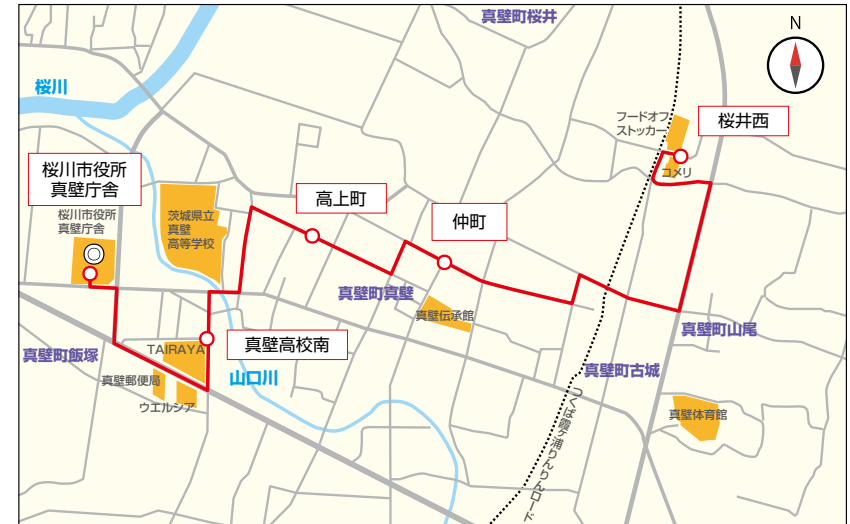 真壁町桜井
N
桜川
フードオフ
ストッカー
桜井西
コメリ
桜川市役所
真壁庁舎
桜川市役所
真壁庁舎
茨城県立
真壁
高等学校
高上町
仲町
真壁町真壁
真壁伝承館
真壁町山尾
真壁高校南
TAIRAYA
真壁町飯塚
真壁郵便局
山口川
ウエルシア
真壁町古城
つくば霞ヶ浦りんりんロード
真壁体育館